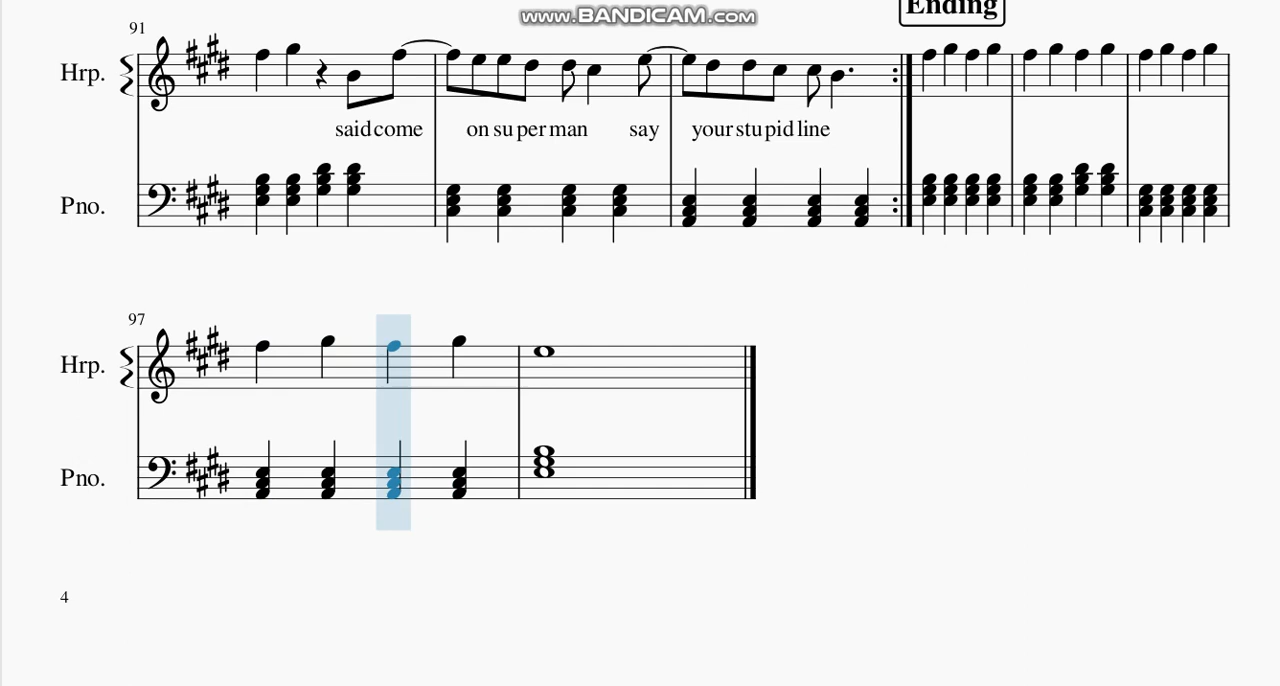 www.BANDICAM.com
Ending
91
Hrp.
said come on su per man say your stu pid line
Pno.
97
Hrp.
Pno.
4